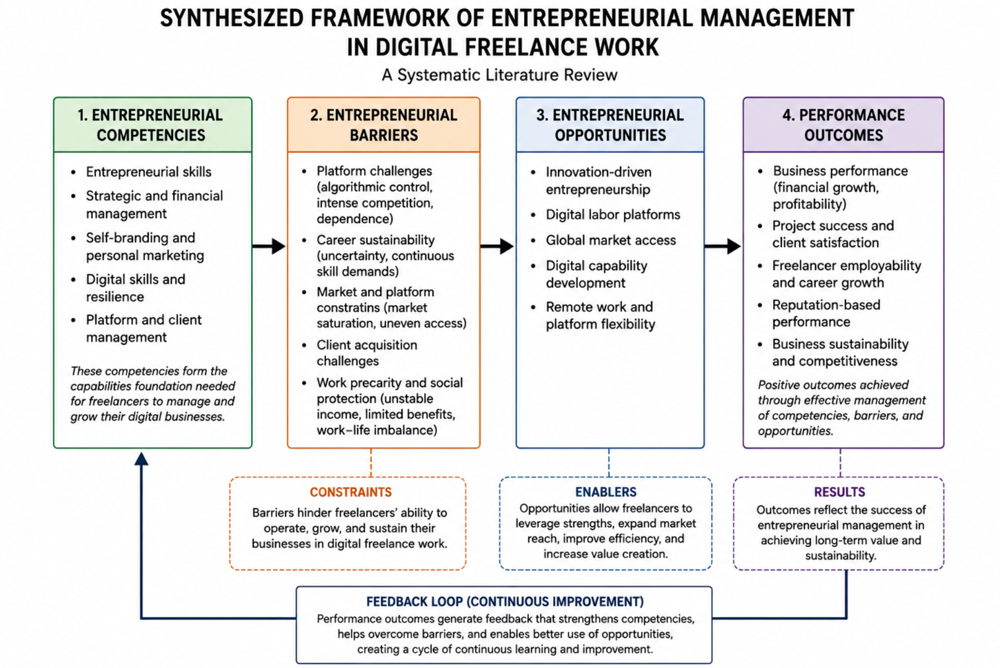 SYNTHESIZED FRAMEWORK OF ENTREPRENEURIAL MANAGEMENT
IN DIGITAL FREELANCE WORK
A Systematic Literature Review
1. ENTREPRENEURIAL
COMPETENCIES
• Entrepreneurial skills
• Strategic and financial
management
• Self-branding and
personal marketing
• Digital skills and
resilience
• Platform and client
management
These competencies form the
capabilities foundation needed
for freelancers to manage and
grow their digital businesses.
2. ENTREPRENEURIAL
BARRIERS
• Platform challenges
(algorithmic control,
intense competition,
dependence)
• Career sustainability
(uncertainty, continuous
skill demands)
• Market and platform
constratins (market
saturation, uneven access)
• Client acquisition
challenges
• Work precarity and social
protection (unstable
income, limited benefits,
work–life imbalance)
3. ENTREPRENEURIAL
OPPORTUNITIES
• Innovation-driven
entrepreneurship
• Digital labor platforms
• Global market access
• Digital capability
development
• Remote work and
platform flexibility
4. PERFORMANCE
OUTCOMES
• Business performance
(financial growth,
profitability)
• Project success and
client satisfaction
• Freelancer employability
and career growth
• Reputation-based
performance
• Business sustainability
and competitiveness
Positive outcomes achieved
through effective management
of competencies, barriers, and
opportunities.
CONSTRAINTS
Barriers hinder freelancers’ ability to
operate, grow, and sustain their
businesses in digital freelance work.
ENABLERS
Opportunities allow freelancers to
leverage strengths, expand market
reach, improve efficiency, and
increase value creation.
RESULTS
Outcomes reflect the success of
entrepreneurial management in
achieving long-term value and
sustainability.
FEEDBACK LOOP (CONTINUOUS IMPROVEMENT)
Performance outcomes generate feedback that strengthens competencies,
helps overcome barriers, and enables better use of opportunities,
creating a cycle of continuous learning and improvement.